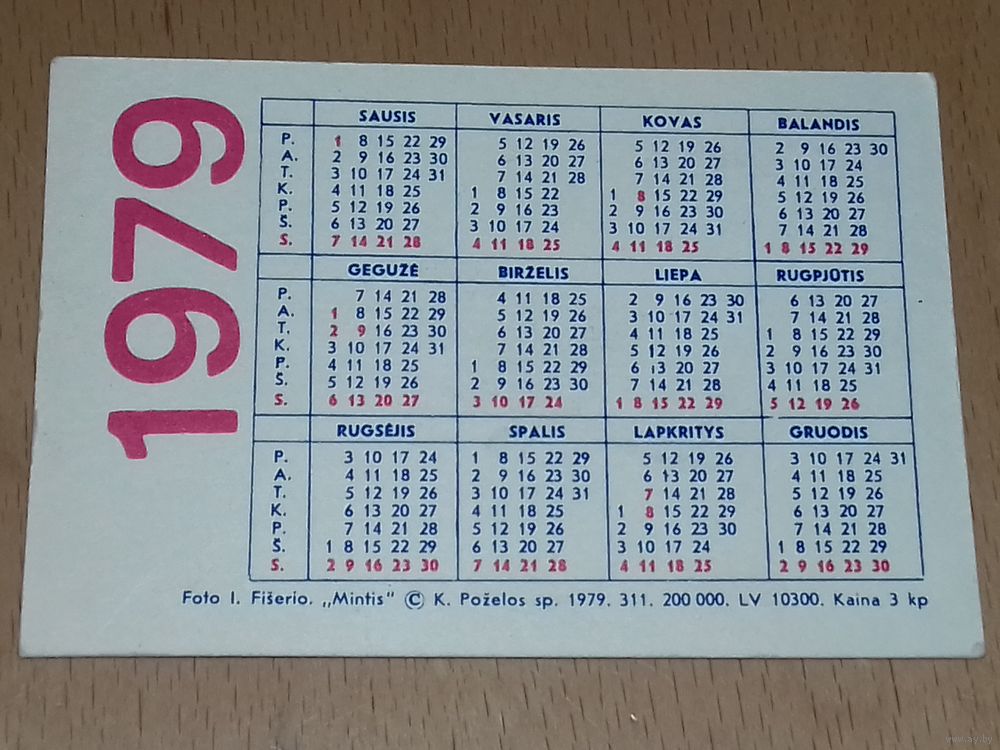 1979
SAUSIS VASARIS KOVAS BALANDIS
P. 1 8 15 22 29 5 12 19 26 5 12 19 26 2 9 16 23 30
A. 2 9 16 23 30 6 13 20 27 6 13 20 27 3 10 17 24
T. 3 10 17 24 31 7 14 21 28 7 14 21 28 4 11 18 25
K. 4 11 18 25 1 8 15 22 1 8 15 22 29 5 12 19 26
P. 5 12 19 26 2 9 16 23 2 9 16 23 30 6 13 20 27
Š. 6 13 20 27 3 10 17 24 3 10 17 24 31 7 14 21 28
S. 7 14 21 28 4 11 18 25 4 11 18 25 1 8 15 22 29
GEGUŽĖ BIRŽELIS LIEPA RUGPJŪTIS
P. 7 14 21 28 4 11 18 25 2 9 16 23 30 6 13 20 27
A. 1 8 15 22 29 5 12 19 26 3 10 17 24 31 7 14 21 28
T. 2 9 16 23 30 6 13 20 27 4 11 18 25 1 8 15 22 29
K. 3 10 17 24 31 7 14 21 28 5 12 19 26 2 9 16 23 30
P. 4 11 18 25 1 8 15 22 29 6 13 20 27 3 10 17 24 31
Š. 5 12 19 26 2 9 16 23 30 7 14 21 28 4 11 18 25
S. 6 13 20 27 3 10 17 24 1 8 15 22 29 5 12 19 26
RUGSĖJIS SPALIS LAPKRITYS GRUODIS
P. 3 10 17 24 1 8 15 22 29 5 12 19 26 3 10 17 24 31
A. 4 11 18 25 2 9 16 23 30 6 13 20 27 4 11 18 25
T. 5 12 19 26 3 10 17 24 31 7 14 21 28 5 12 19 26
K. 6 13 20 27 4 11 18 25 1 8 15 22 29 6 13 20 27
P. 7 14 21 28 5 12 19 26 2 9 16 23 30 7 14 21 28
Š. 1 8 15 22 29 6 13 20 27 3 10 17 24 1 8 15 22 29
S. 2 9 16 23 30 7 14 21 28 4 11 18 25 2 9 16 23 30
Foto I. Fišerio. „Mintis" © K. Poželos sp. 1979. 311. 200 000. LV 10300. Kaina 3 kp
www.ay.by